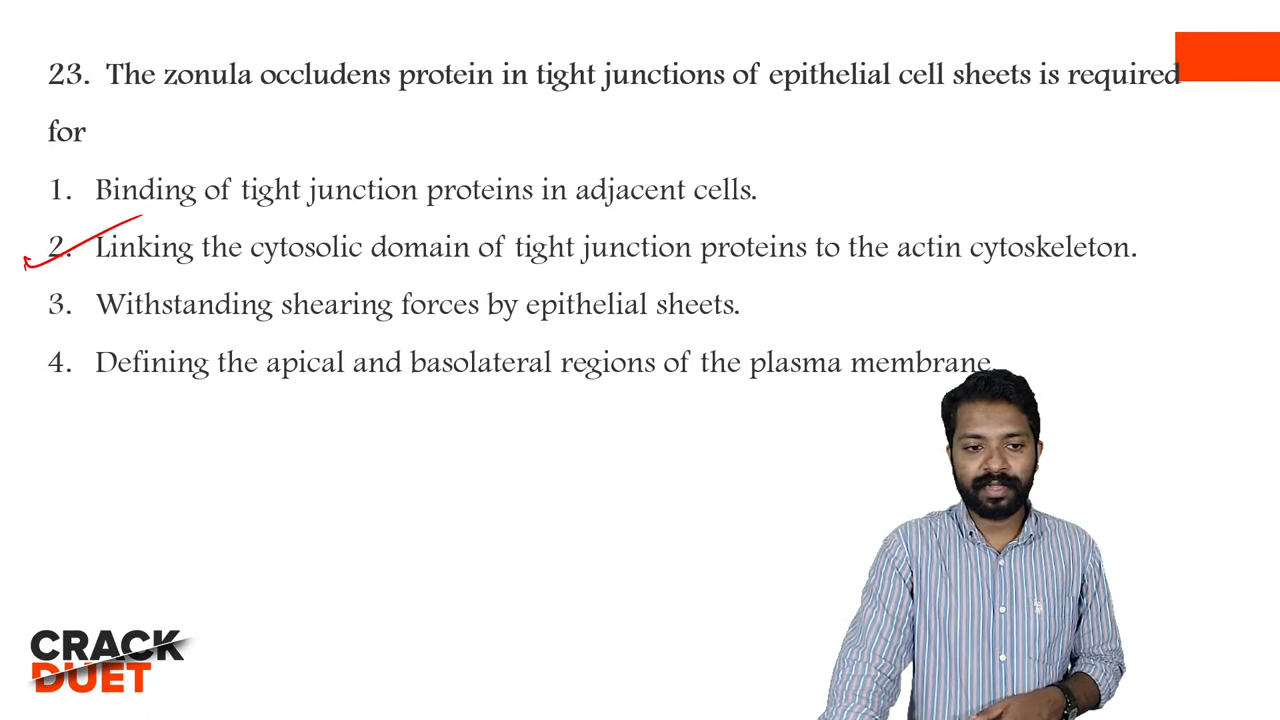 23. The zonula occludens protein in tight junctions of epithelial cell sheets is required
for
1. Binding of tight junction proteins in adjacent cells.
2. Linking the cytosolic domain of tight junction proteins to the actin cytoskeleton.
3. Withstanding shearing forces by epithelial sheets.
4. Defining the apical and basolateral regions of the plasma membrane.
CRACK
DUET